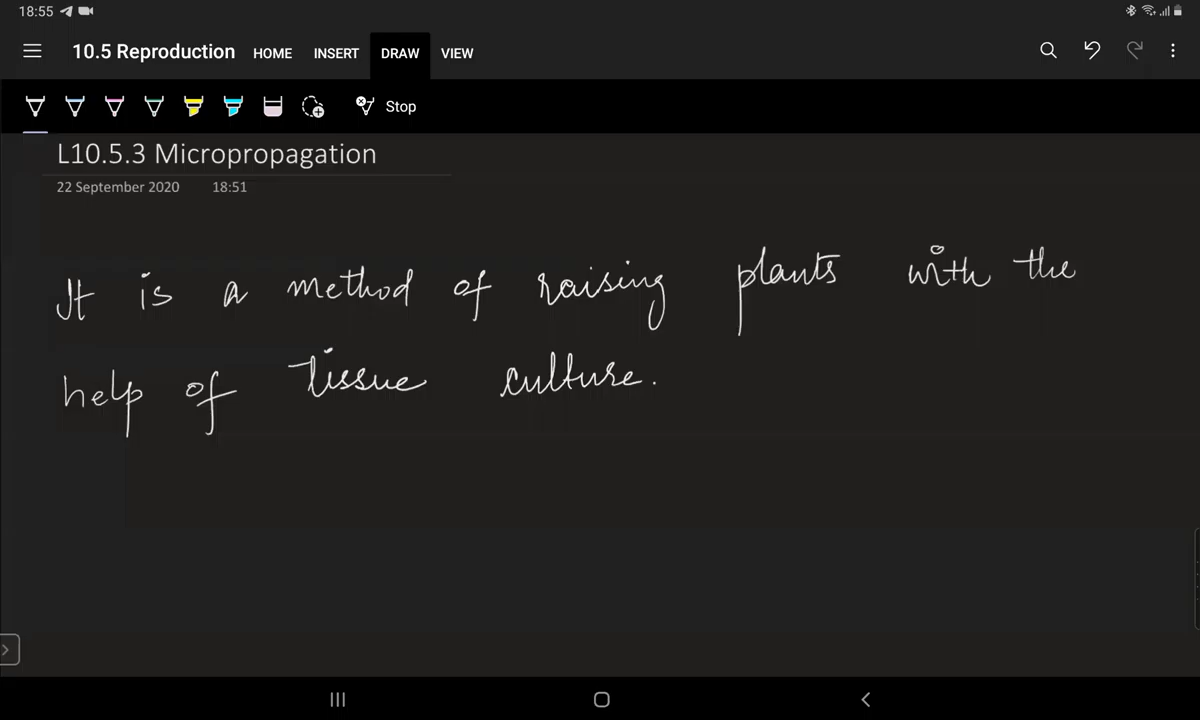 18:55
10.5 Reproduction HOME INSERT DRAW VIEW
Stop
L10.5.3 Micropropagation
22 September 2020 18:51
It is a method of raising plants with the
help of tissue culture.